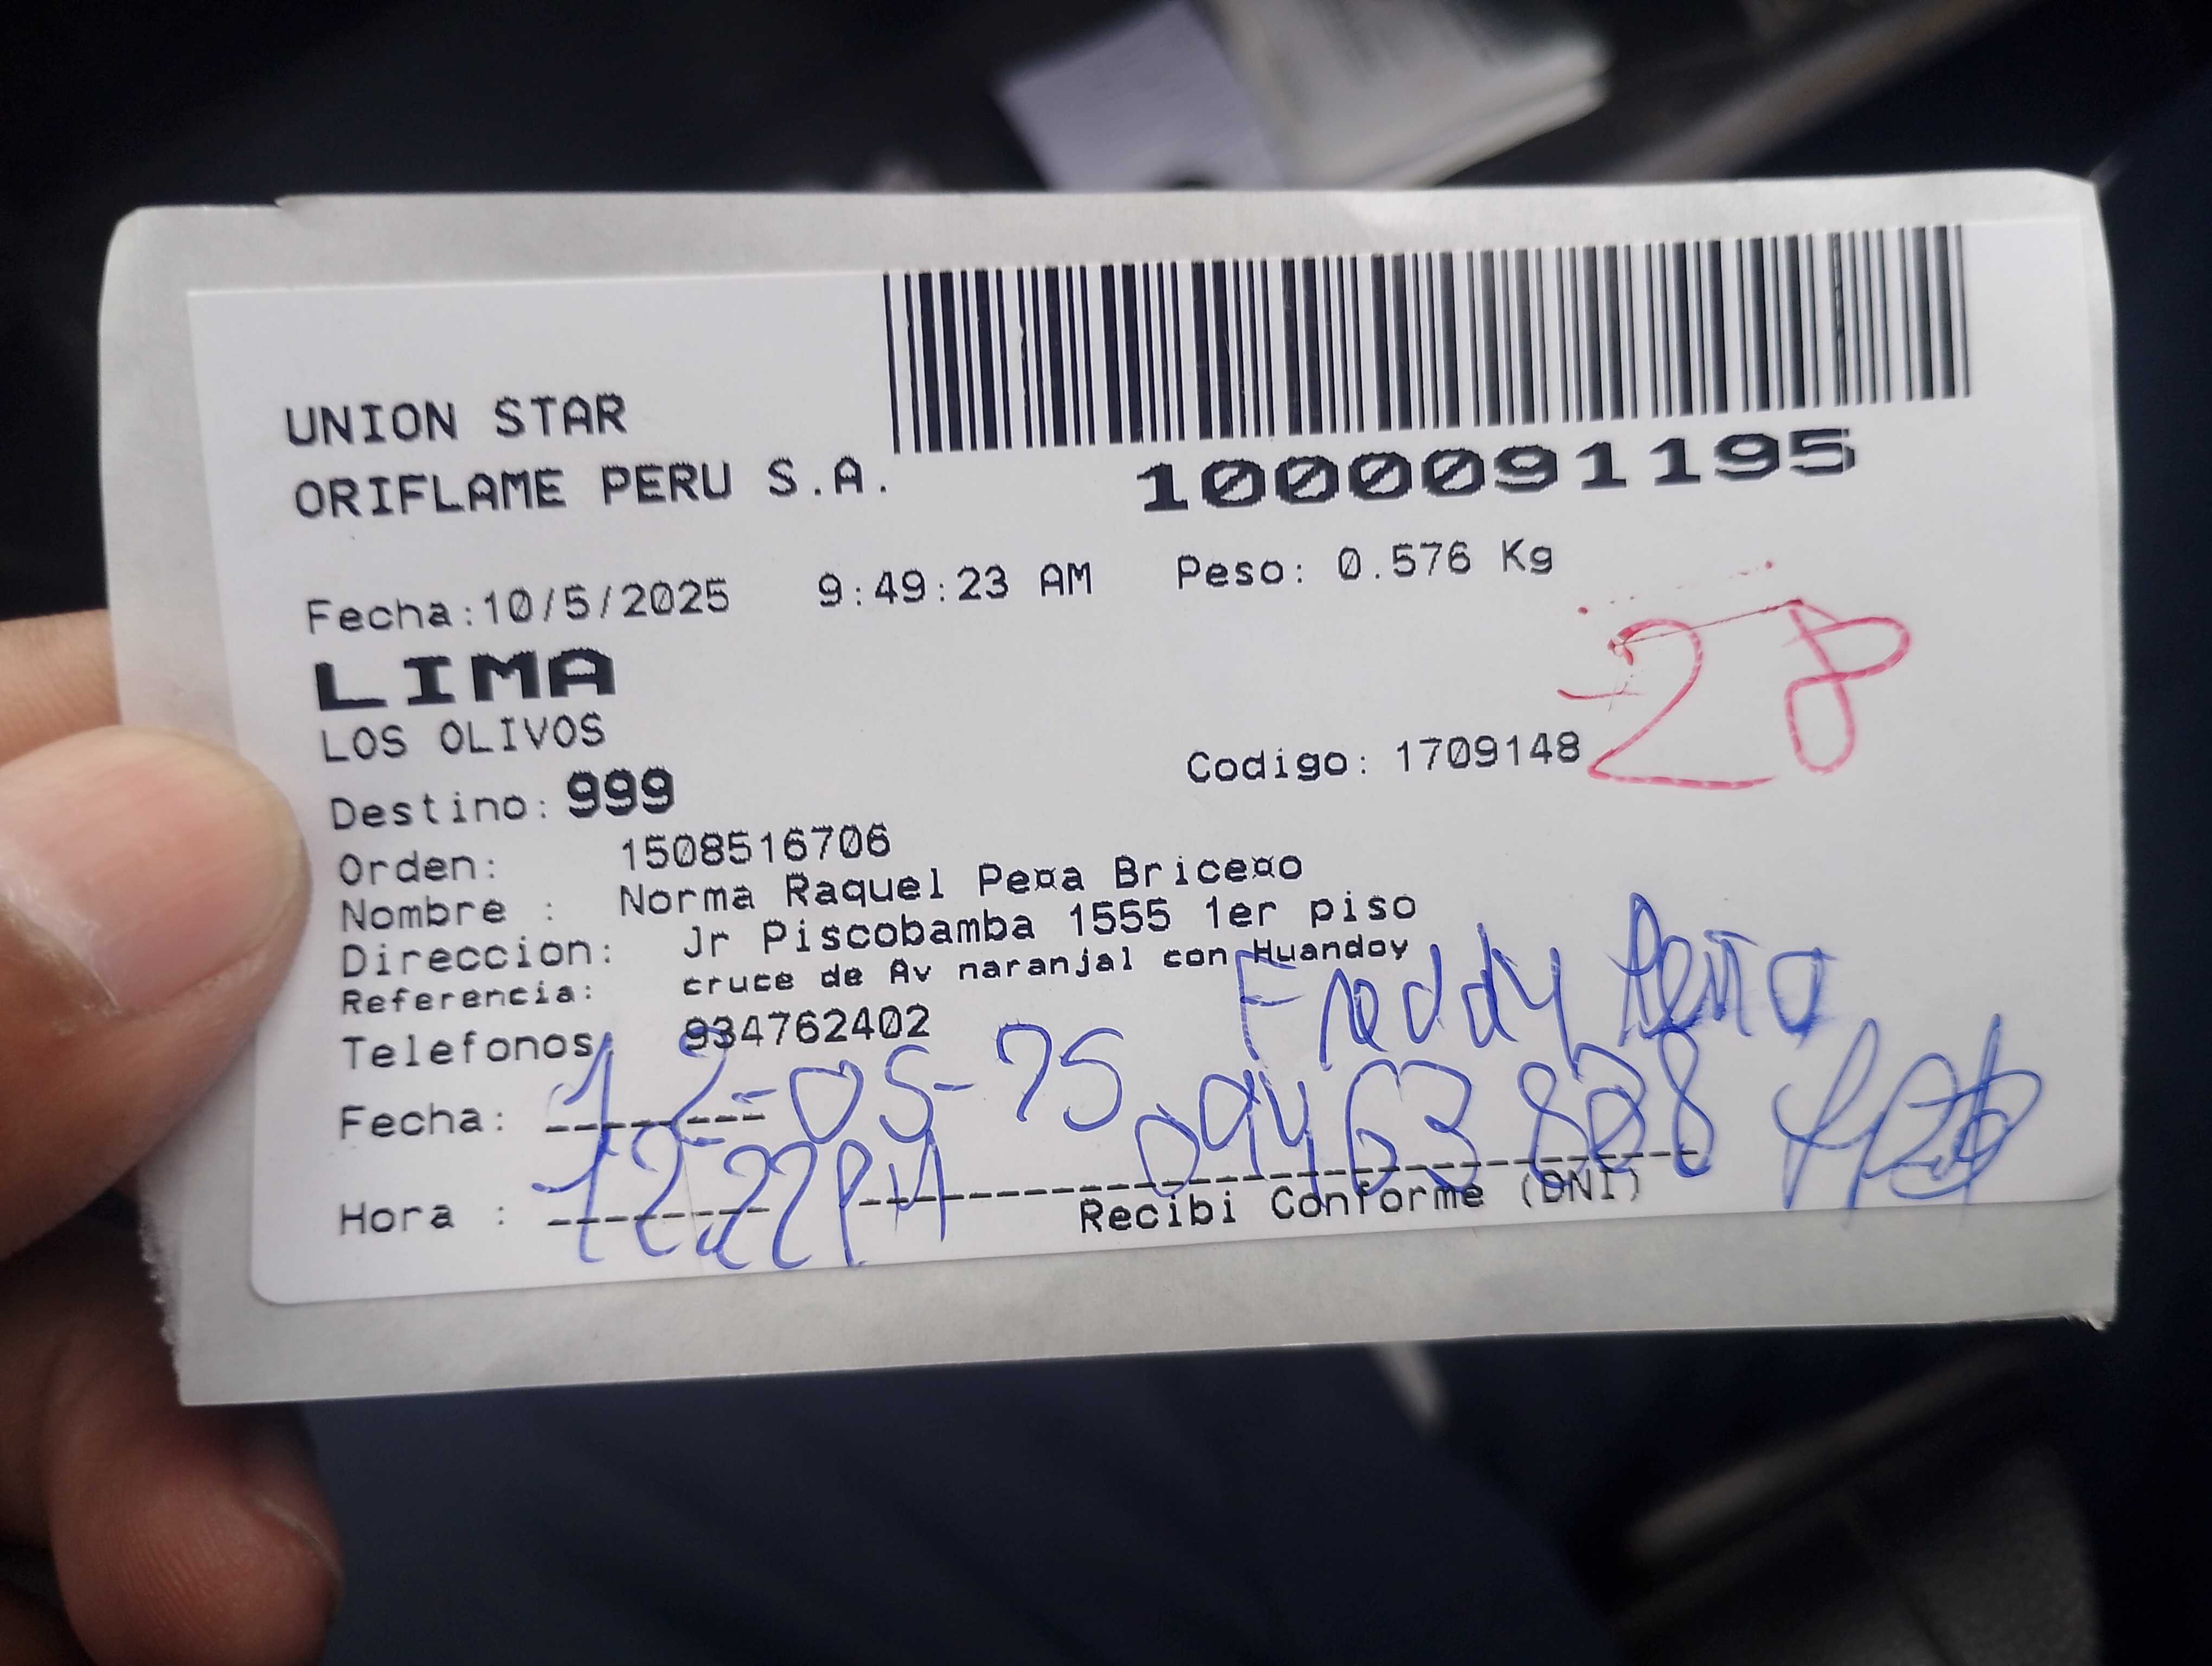 UNION STAR
ORIFLAME PERU S.A.
1000091195
Fecha:10/5/2025 9:49:23 AM Peso: 0.576 Kg
28
LIMA
LOS OLIVOS
Codigo: 1709148
Destino: 999
Orden: 1508516706
Nombre : Norma Raquel Pe¤a Brice¤o
Direccion: Jr Piscobamba 1555 1er piso
Referencia: cruce de Av naranjal con Huandoy
Freddy Peña
Telefonos 934762402
Fecha: 12-05-25 09463828
Hora : 12:22PM
Recibi Conforme (DNI)